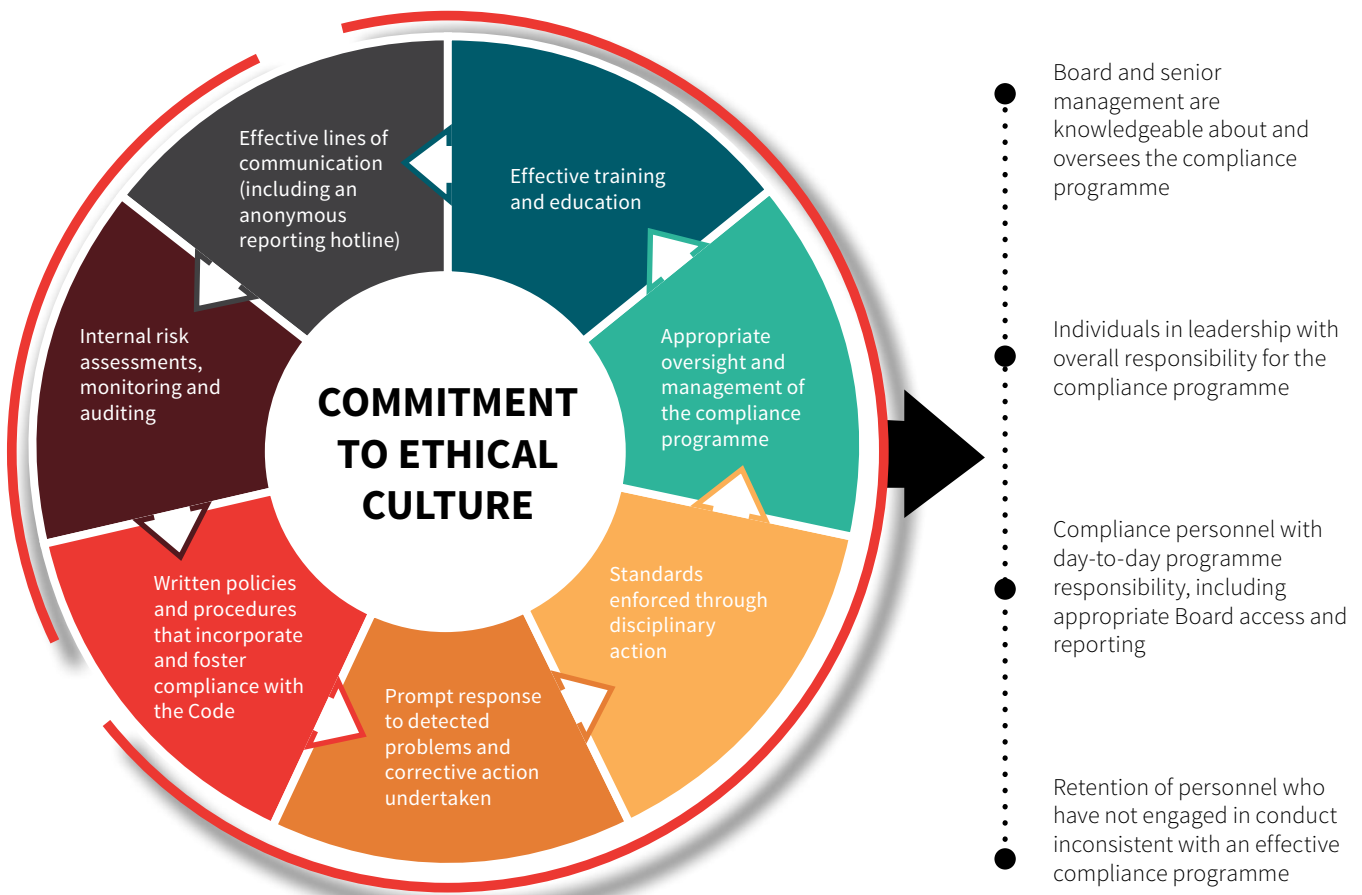 Effective lines of
communication
(including an
anonymous
reporting hotline)
Effective training
and education
Appropriate
oversight and
management of
the compliance
programme
Standards
enforced through
disciplinary
action
Prompt response
to detected
problems and
corrective action
undertaken
Written policies
and procedures
that incorporate
and foster
compliance with
the Code
Internal risk
assessments,
monitoring and
auditing
COMMITMENT
TO ETHICAL
CULTURE
Board and senior
management are
knowledgeable about and
oversees the compliance
programme
Individuals in leadership with
overall responsibility for the
compliance programme
Compliance personnel with
day-to-day programme
responsibility, including
appropriate Board access and
reporting
Retention of personnel who
have not engaged in conduct
inconsistent with an effective
compliance programme